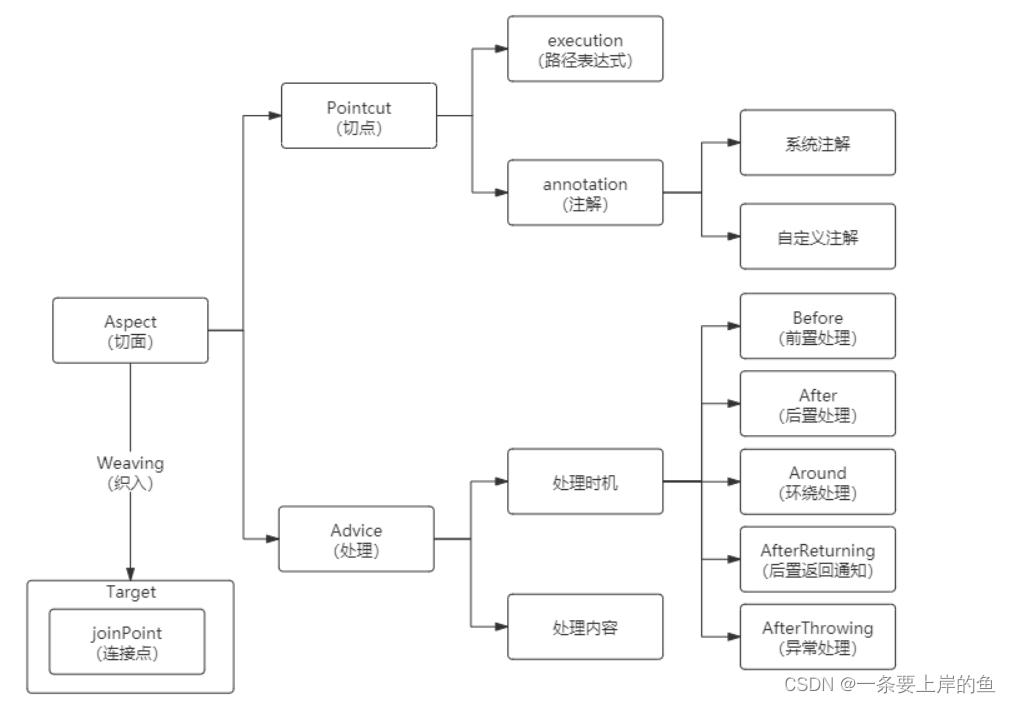 execution
(路径表达式)
Pointcut
(切点)
annotation
(注解)
系统注解
自定义注解
Aspect
(切面)
Before
(前置处理)
After
(后置处理)
Weaving
(织入)
处理时机
Around
(环绕处理)
Advice
(处理)
AfterReturning
(后置返回通知)
Target
joinPoint
(连接点)
处理内容
AfterThrowing
(异常处理)
CSDN @一条要上岸的鱼